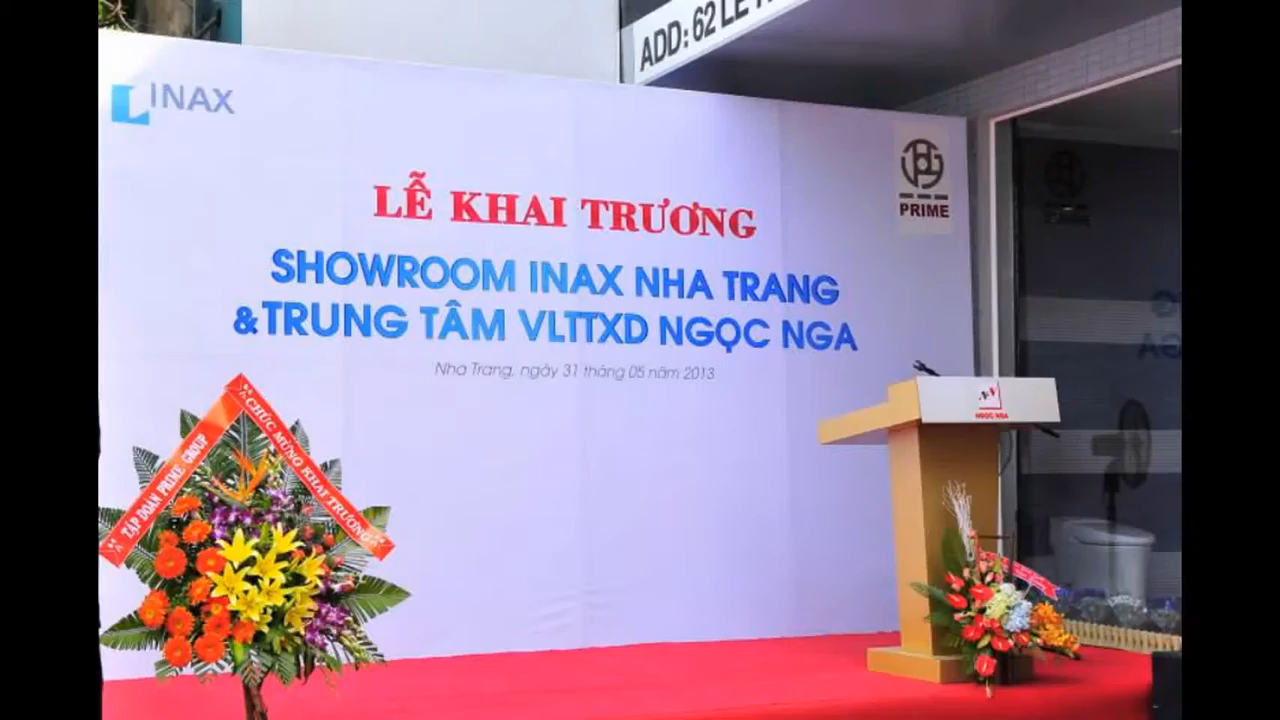 ADD: 62 LÊ
INAX
PRIME
LỄ KHAI TRƯƠNG
SHOWROOM INAX NHA TRANG
&TRUNG TÂM VLTTXD NGỌC NGA
Nha Trang, ngày 31 tháng 05 năm 2013
NGỌC NGA
TẬP ĐOÀN PRIME GROUP
CHÚC MỪNG KHAI TRƯƠNG